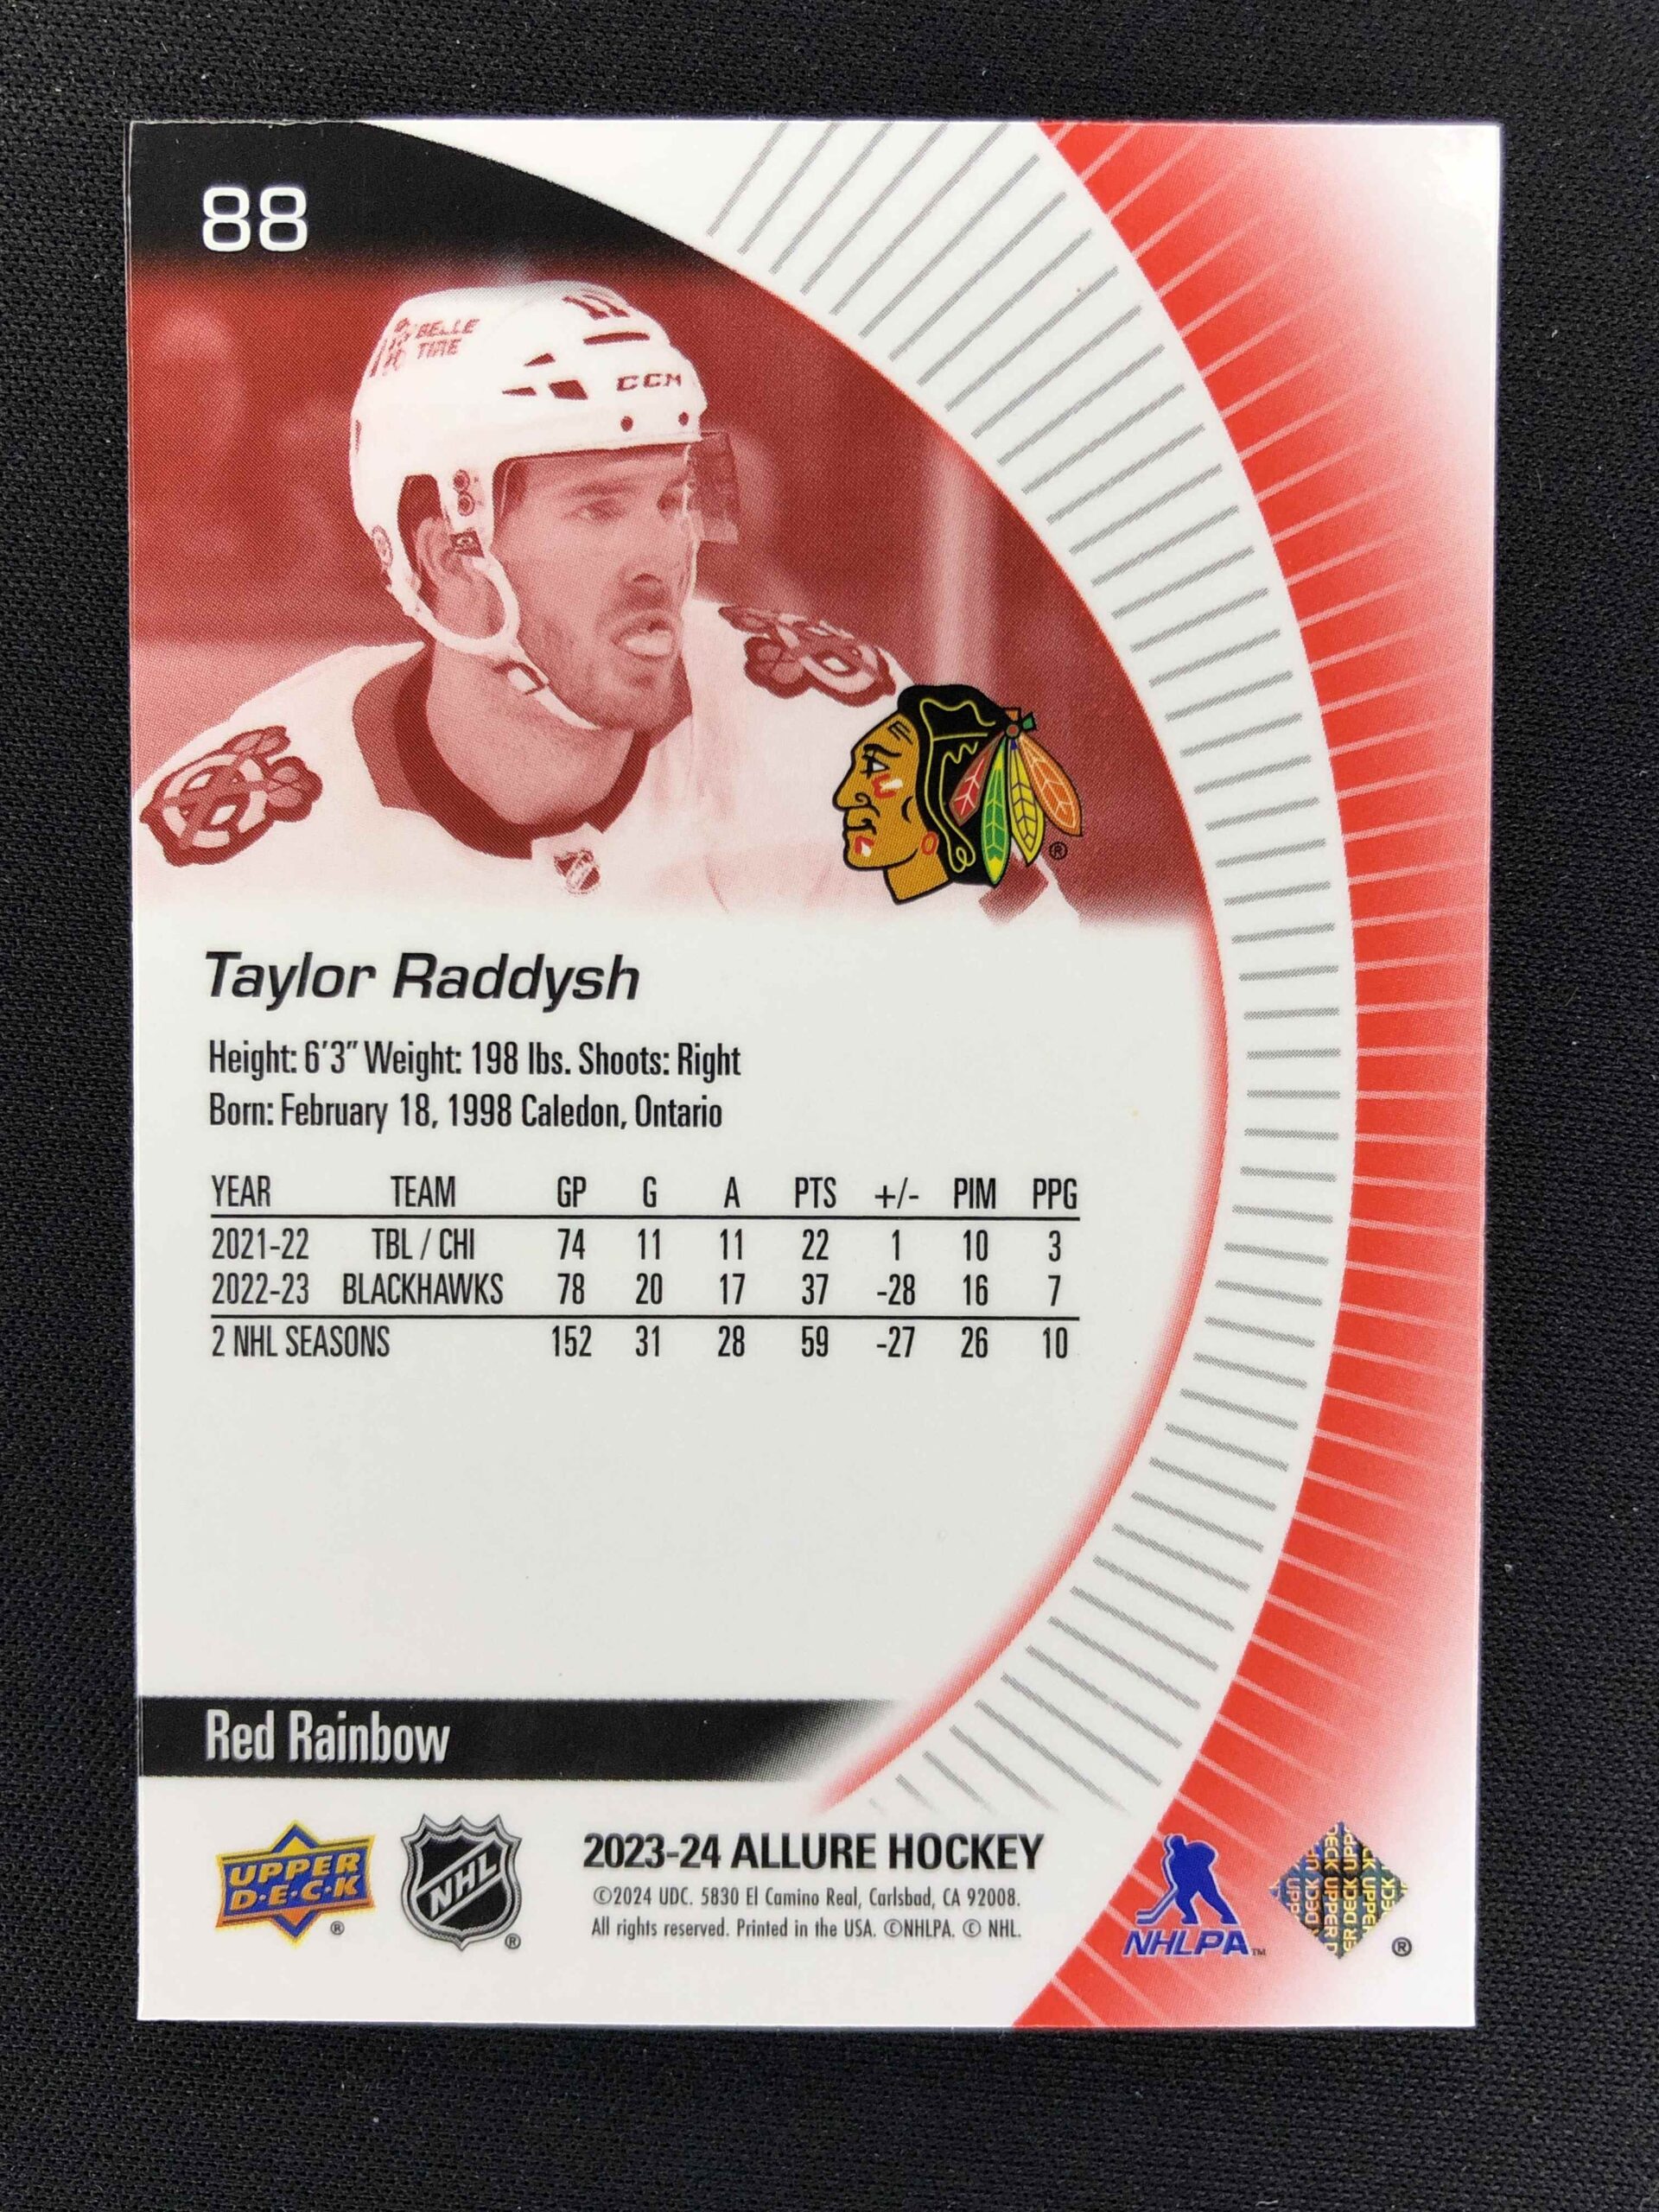 88
BELLE
TIRE
CCM
®
Taylor Raddysh
Height: 6'3" Weight: 198 lbs. Shoots: Right
Born: February 18, 1998 Caledon, Ontario
YEAR TEAM GP G A PTS +/- PIM PPG
2021-22 TBL / CHI 74 11 11 22 1 10 3
2022-23 BLACKHAWKS 78 20 17 37 -28 16 7
2 NHL SEASONS 152 31 28 59 -27 26 10
Red Rainbow
UPPER
D·E·C·K
®
NHL
®
2023-24 ALLURE HOCKEY
©2024 UDC. 5830 El Camino Real, Carlsbad, CA 92008.
All rights reserved. Printed in the USA. ©NHLPA. © NHL.
NHLPA™
UPPER DECK
®